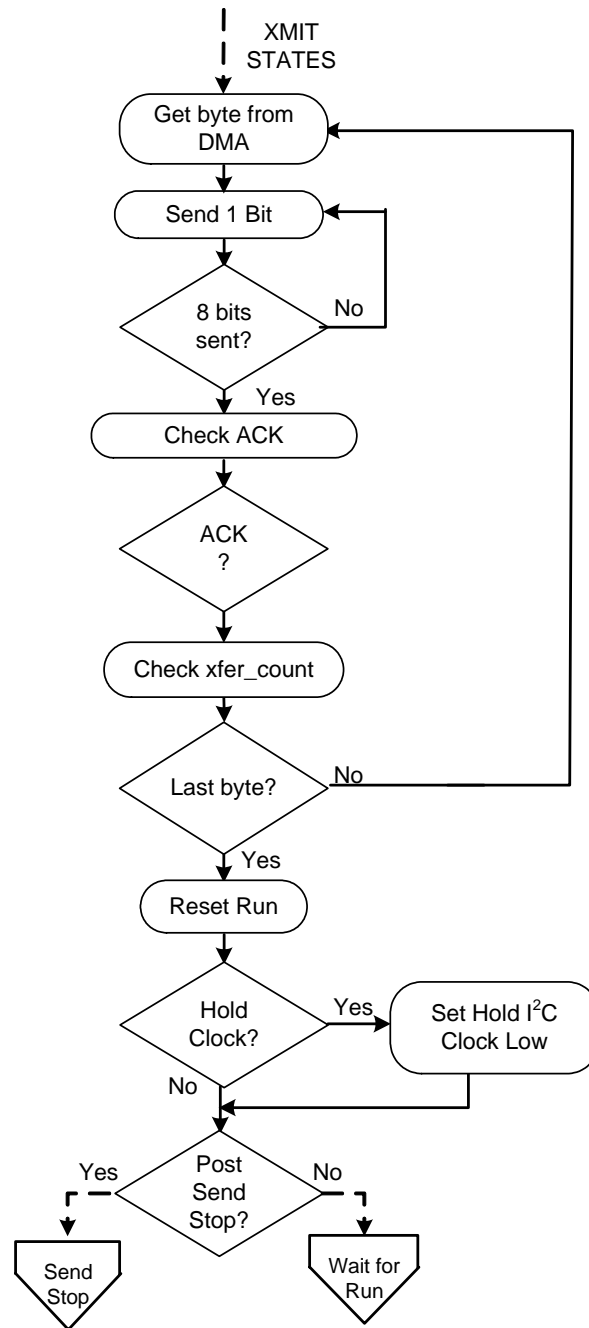 XMIT
STATES
Get byte from
DMA
Send 1 Bit
8 bits
sent?
No
Yes
Check ACK
ACK
?
Check xfer_count
Last byte?
No
Yes
Reset Run
Hold
Clock?
Yes
Set Hold I²C
Clock Low
No
Post
Send
Stop?
Yes
No
Send
Stop
Wait for
Run